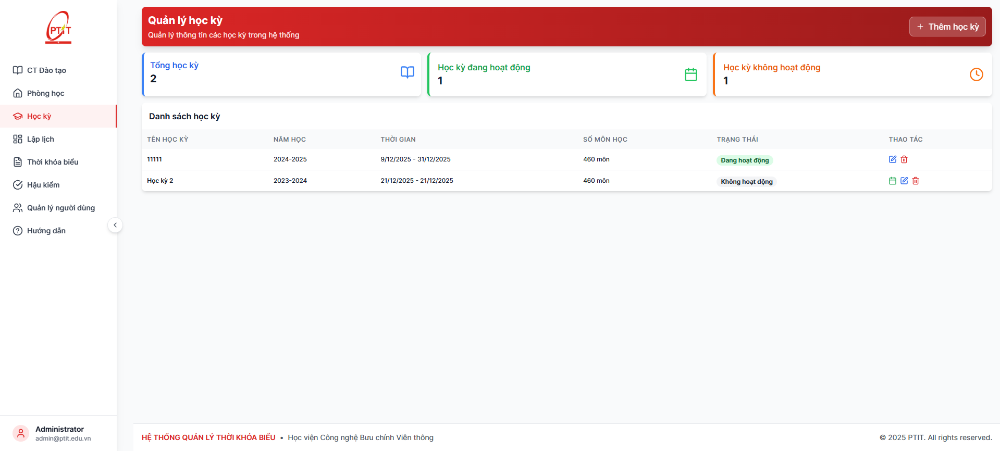 PTIT
CT Đào tạo
Phòng học
Học kỳ
Lập lịch
Thời khóa biểu
Hậu kiểm
Quản lý người dùng
Hướng dẫn
Administrator
admin@ptit.edu.vn
Quản lý học kỳ
Quản lý thông tin các học kỳ trong hệ thống
Thêm học kỳ
Tổng học kỳ
2
Học kỳ đang hoạt động
1
Học kỳ không hoạt động
1
Danh sách học kỳ
TÊN HỌC KỲ NĂM HỌC THỜI GIAN SỐ MÔN HỌC TRẠNG THÁI THAO TÁC
11111 2024-2025 9/12/2025 - 31/12/2025 460 môn Đang hoạt động
Học kỳ 2 2023-2024 21/12/2025 - 21/12/2025 460 môn Không hoạt động
HỆ THỐNG QUẢN LÝ THỜI KHÓA BIỂU • Học viện Công nghệ Bưu chính Viễn thông
© 2025 PTIT. All rights reserved.